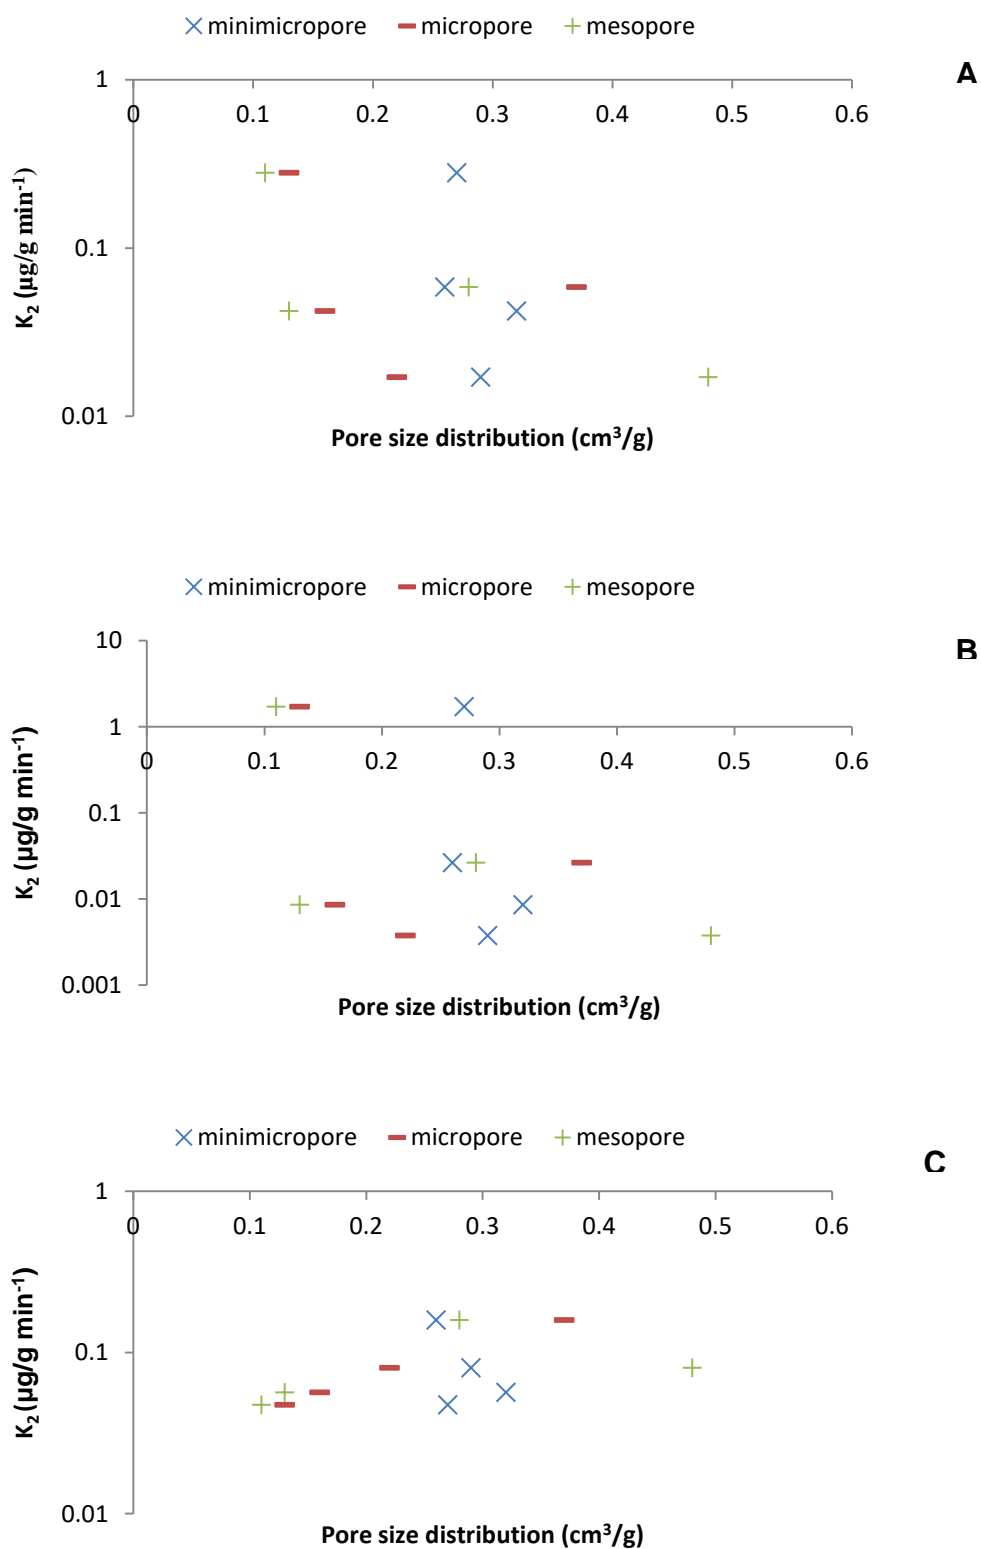 minimicropore micropore mesopore
A
1
0 0.1 0.2 0.3 0.4 0.5 0.6
0.1
0.01
K₂ (µg/g min⁻¹)
Pore size distribution (cm³/g)
minimicropore micropore mesopore
B
10
1
0 0.1 0.2 0.3 0.4 0.5 0.6
0.1
0.01
0.001
K₂ (µg/g min⁻¹)
Pore size distribution (cm³/g)
minimicropore micropore mesopore
C
1
0 0.1 0.2 0.3 0.4 0.5 0.6
0.1
0.01
K₂ (µg/g min⁻¹)
Pore size distribution (cm³/g)